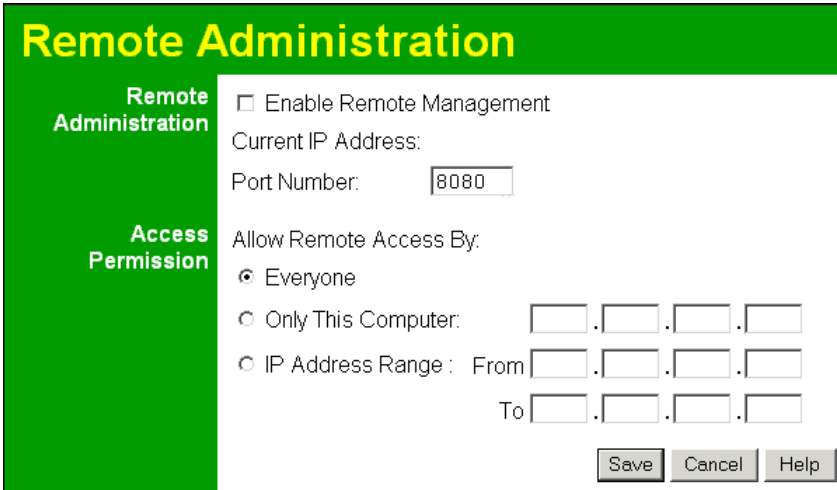 Remote Administration
Remote Administration
Enable Remote Management
Current IP Address:
Port Number: 8080
Access Permission
Allow Remote Access By:
Everyone
Only This Computer: . . .
IP Address Range : From . . .
To . . .
Save Cancel Help